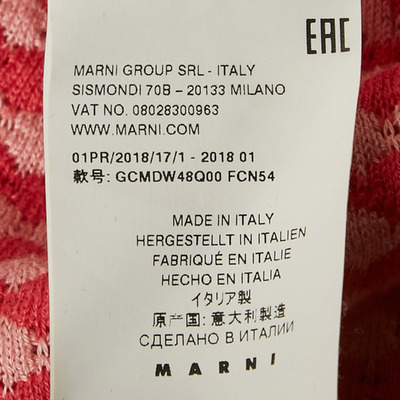 EAC
MARNI GROUP SRL - ITALY
SISMONDI 70B – 20133 MILANO
VAT NO. 08028300963
WWW.MARNI.COM
01PR/2018/17/1 - 2018 01
款号: GCMDW48Q00 FCN54
MADE IN ITALY
HERGESTELLT IN ITALIEN
FABRIQUÉ EN ITALIE
HECHO EN ITALIA
イタリア製
原产国: 意大利製造
СДЕЛАНО В ИТАЛИИ
MARNI